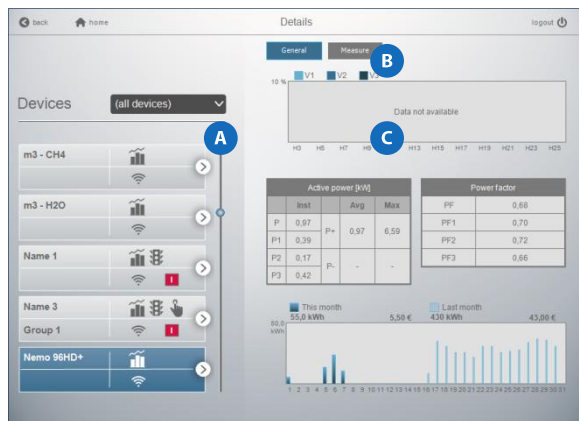 back home Details logout
General Measure
B
V1 V2 V3
10 %
Data not available
Devices (all devices)
A
C
H3 H5 H7 H9 H13 H15 H17 H19 H21 H23 H25
m3 - CH4
m3 - H2O
Name 1
I
Name 3
Group 1
I
Nemo 96HD+
Active power [kW]
Inst Avg Max
P 0,97 P+ 0,97 6,59
P1 0,39
P2 0,17 P- - -
P3 0,42
Power factor
PF 0,68
PF1 0,70
PF2 0,72
PF3 0,66
This month Last month
55,0 kWh 5,50 € 430 kWh 43,00 €
50,0
kWh
1 2 3 4 5 6 7 8 9 10 11 12 13 14 15 16 17 18 19 20 21 22 23 24 25 26 27 28 29 30 31